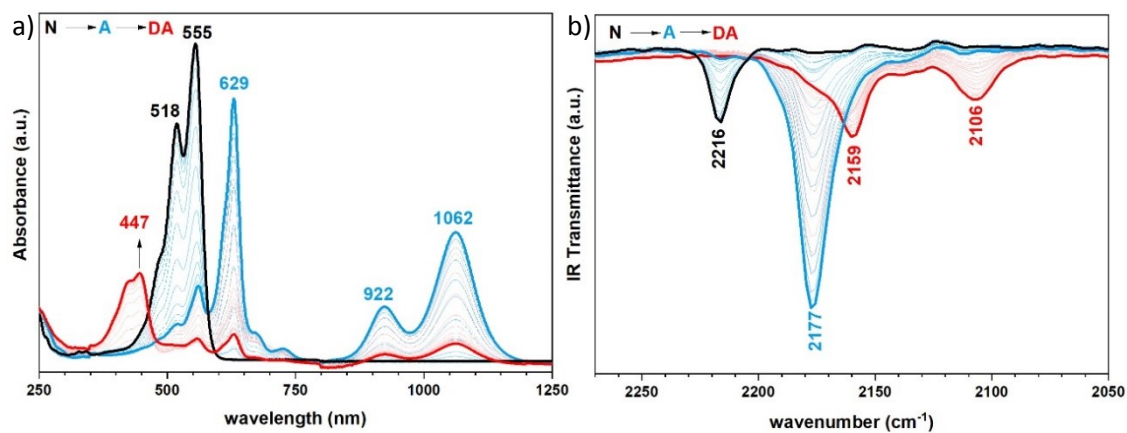 a)
N → A → DA
555
518
629
447
1062
922
Absorbance (a.u.)
250 500 750 1000 1250
wavelength (nm)
b)
N → A → DA
2216
2177
2159
2106
IR Transmittance (a.u.)
2250 2200 2150 2100 2050
wavenumber (cm⁻¹)